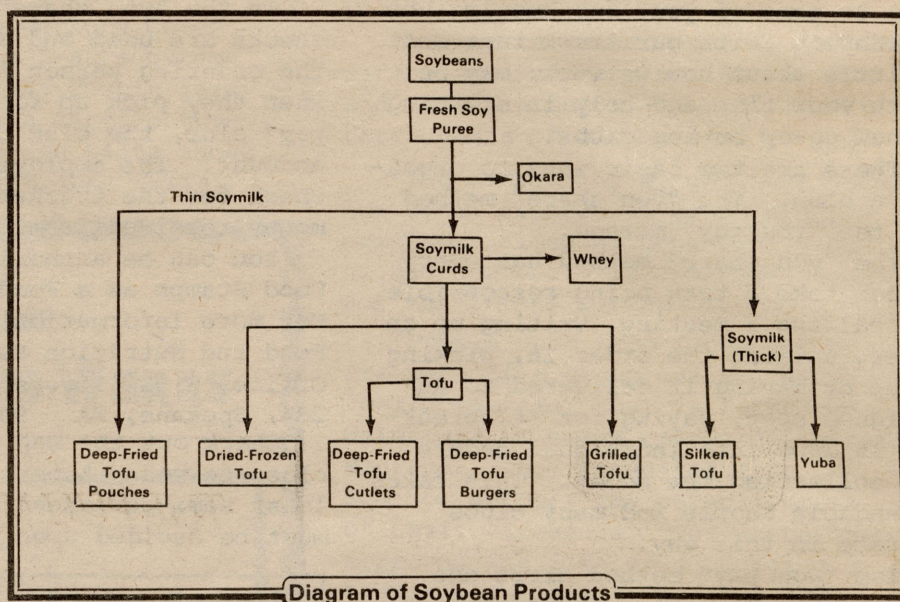 Soybeans
Fresh Soy
Puree
Okara
Thin Soymilk
Soymilk
Curds
Whey
Soymilk
(Thick)
Tofu
Deep-Fried
Tofu
Pouches
Dried-Frozen
Tofu
Deep-Fried
Tofu
Cutlets
Deep-Fried
Tofu
Burgers
Grilled
Tofu
Silken
Tofu
Yuba
Diagram of Soybean Products